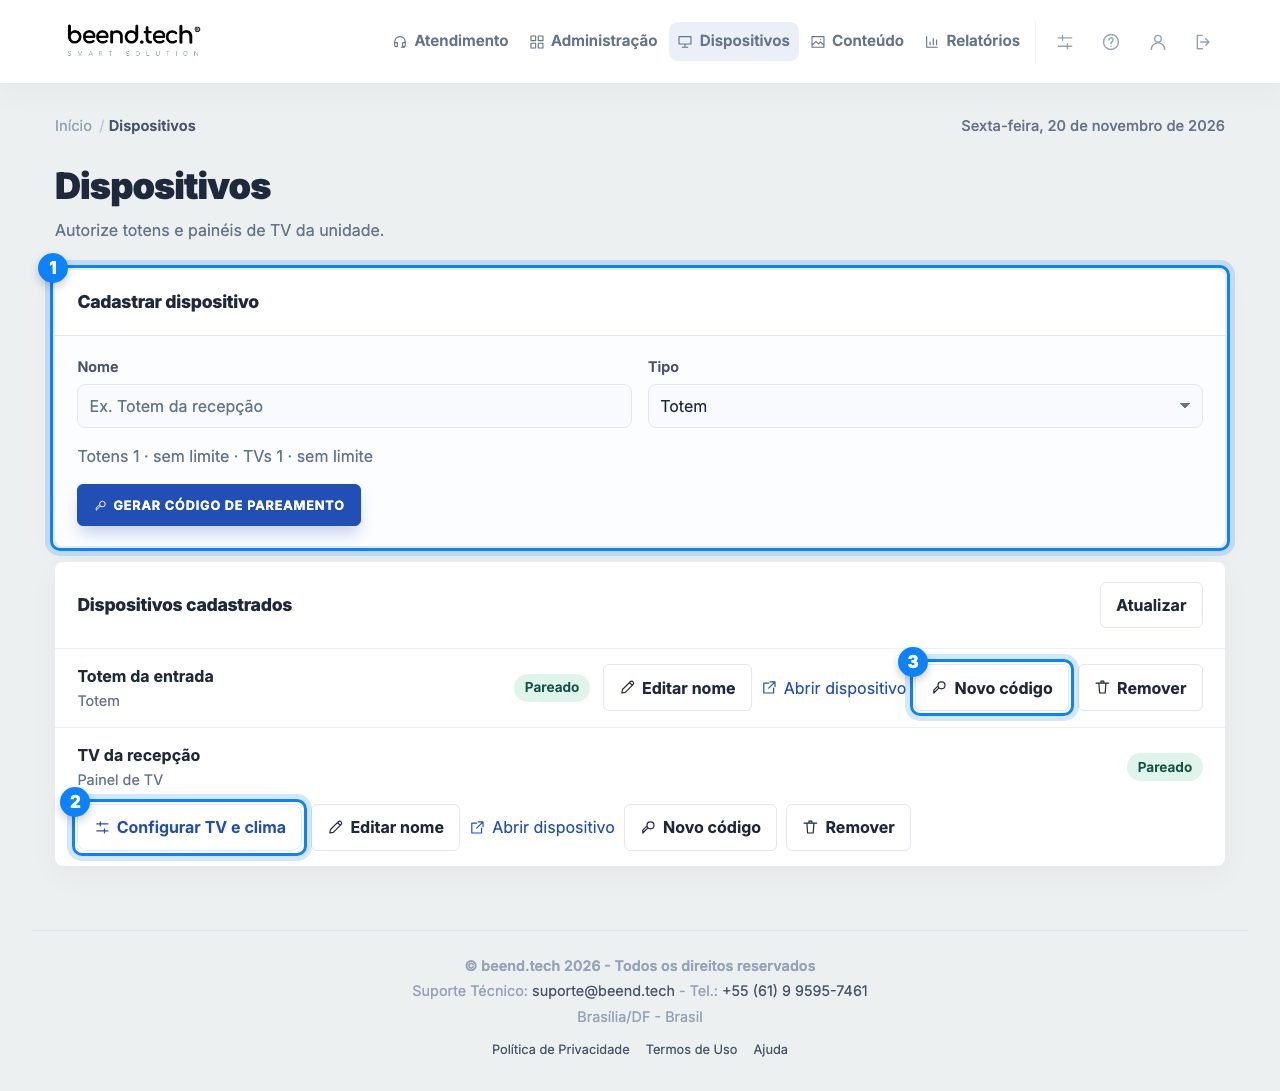 beend.tech®
SMART SOLUTION
Atendimento
Administração
Dispositivos
Conteúdo
Relatórios
Início / Dispositivos
Sexta-feira, 20 de novembro de 2026
Dispositivos
Autorize totens e painéis de TV da unidade.
1
Cadastrar dispositivo
Nome
Tipo
Ex. Totem da recepção
Totem
Totens 1 · sem limite · TVs 1 · sem limite
GERAR CÓDIGO DE PAREAMENTO
Dispositivos cadastrados
Atualizar
Totem da entrada
Totem
Pareado
Editar nome
Abrir dispositivo
3
Novo código
Remover
TV da recepção
Painel de TV
Pareado
2
Configurar TV e clima
Editar nome
Abrir dispositivo
Novo código
Remover
© beend.tech 2026 - Todos os direitos reservados
Suporte Técnico: suporte@beend.tech - Tel.: +55 (61) 9 9595-7461
Brasília/DF - Brasil
Política de Privacidade
Termos de Uso
Ajuda